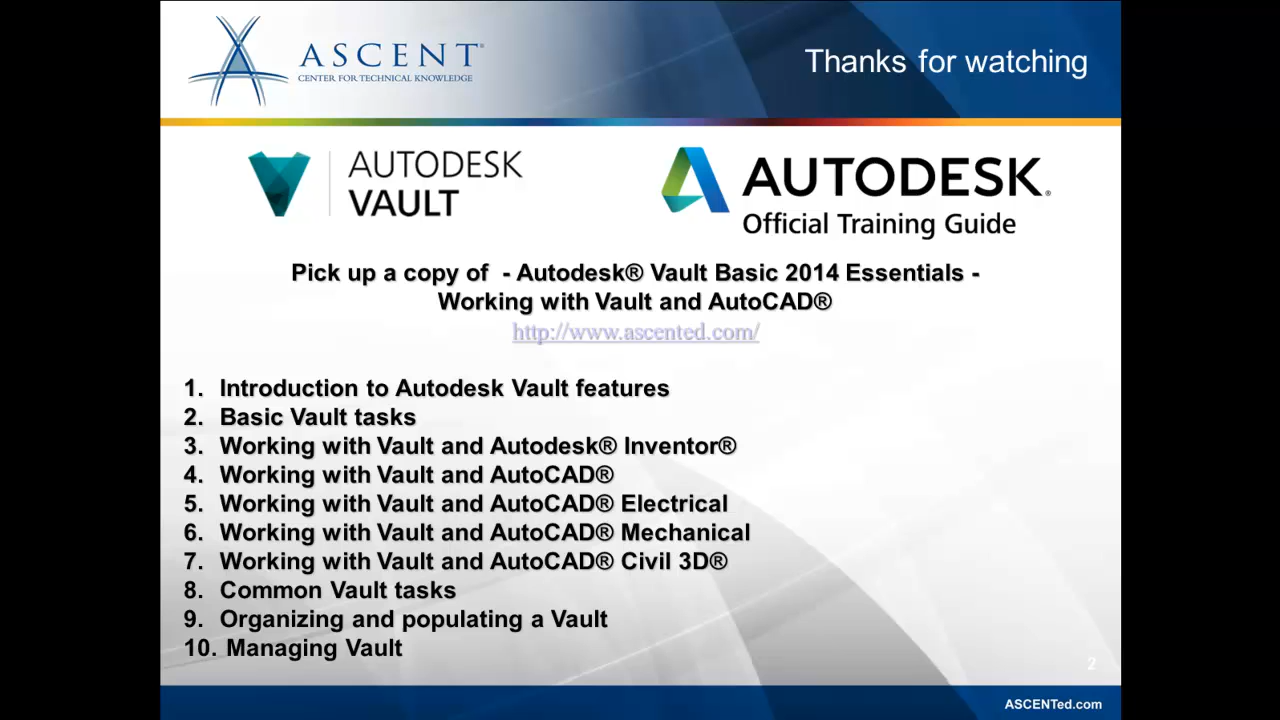 ASCENT®
CENTER FOR TECHNICAL KNOWLEDGE
Thanks for watching
AUTODESK
VAULT
AUTODESK®
Official Training Guide
Pick up a copy of - Autodesk® Vault Basic 2014 Essentials -
Working with Vault and AutoCAD®
http://www.ascented.com/
1. Introduction to Autodesk Vault features
2. Basic Vault tasks
3. Working with Vault and Autodesk® Inventor®
4. Working with Vault and AutoCAD®
5. Working with Vault and AutoCAD® Electrical
6. Working with Vault and AutoCAD® Mechanical
7. Working with Vault and AutoCAD® Civil 3D®
8. Common Vault tasks
9. Organizing and populating a Vault
10. Managing Vault
2
ASCENTed.com